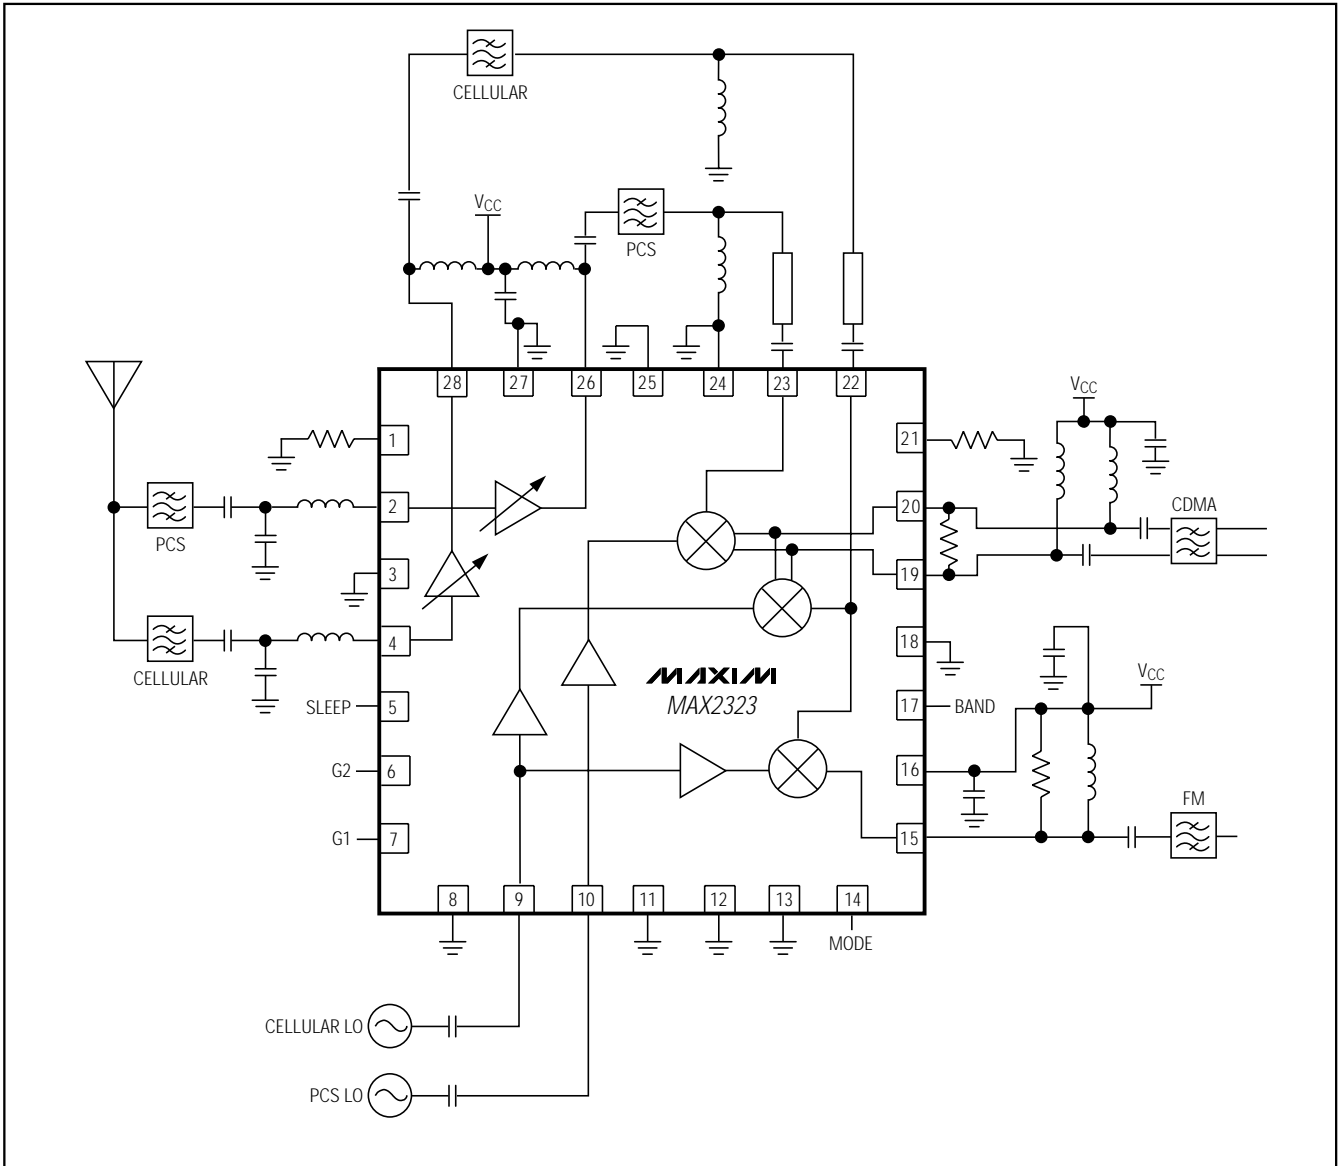 CELLULAR
VCC
PCS
28
27
26
25
24
23
22
VCC
1
21
2
20
CDMA
PCS
3
19
4
18
CELLULAR
MAXIM
MAX2323
VCC
SLEEP
5
17
BAND
G2
6
16
FM
G1
7
15
8
9
10
11
12
13
14
MODE
CELLULAR LO
PCS LO